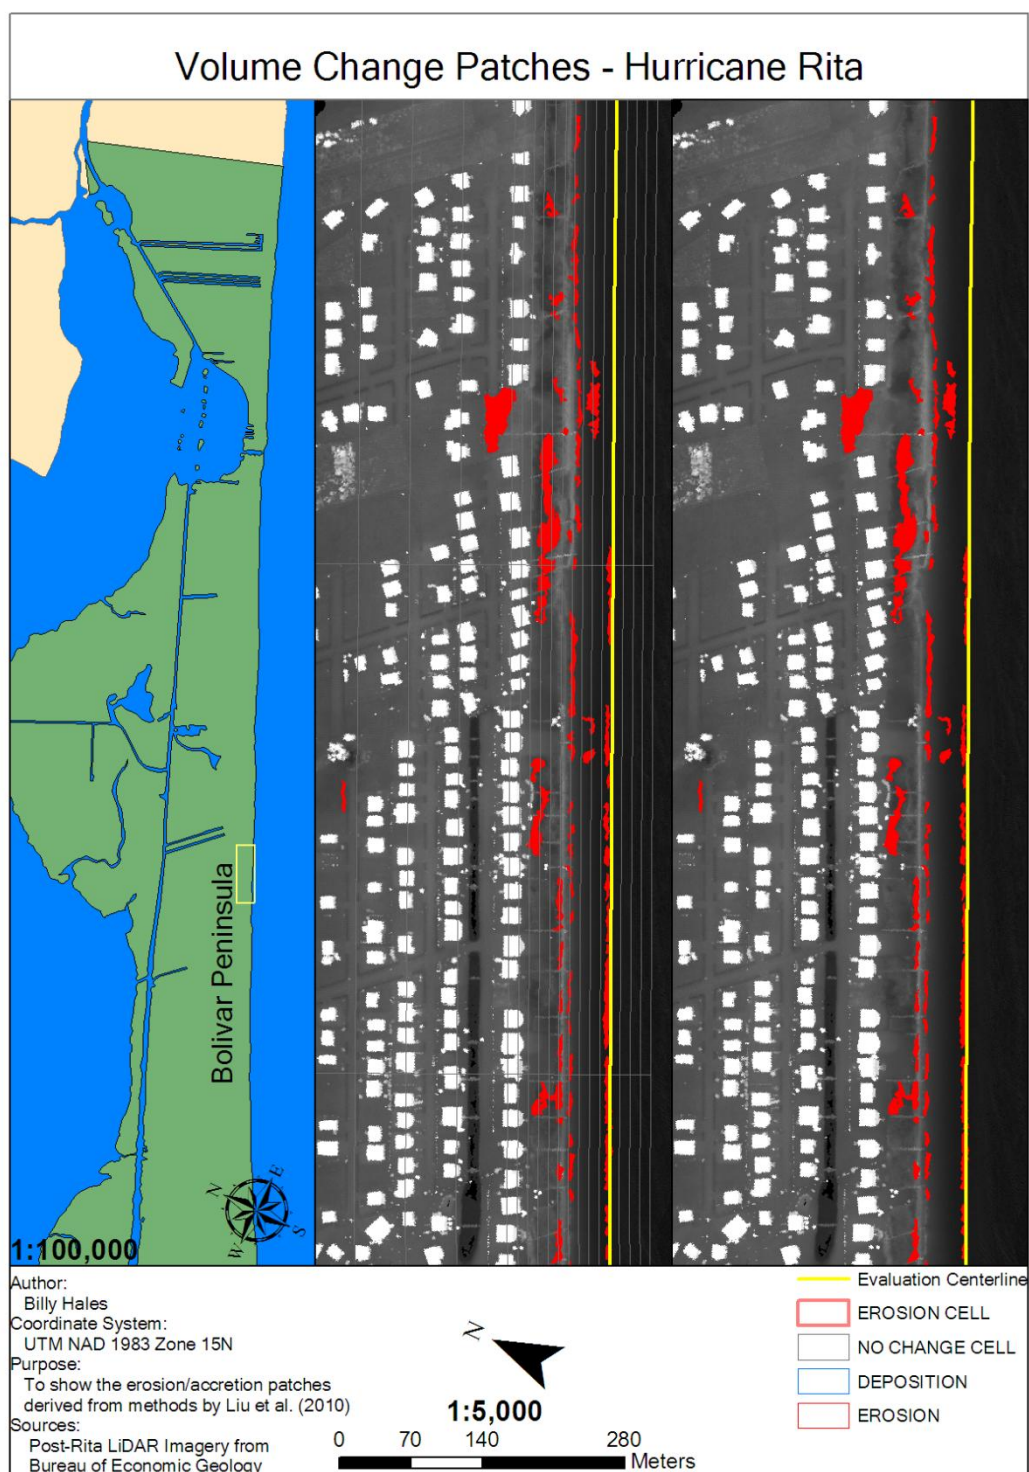 Volume Change Patches - Hurricane Rita
Bolivar Peninsula
N
E
W
S
1:100,000
Author:
Billy Hales
Coordinate System:
UTM NAD 1983 Zone 15N
Purpose:
To show the erosion/accretion patches
derived from methods by Liu et al. (2010)
Sources:
Post-Rita LiDAR Imagery from
Bureau of Economic Geology
N
1:5,000
0 70 140 280
Meters
Evaluation Centerline
EROSION CELL
NO CHANGE CELL
DEPOSITION
EROSION